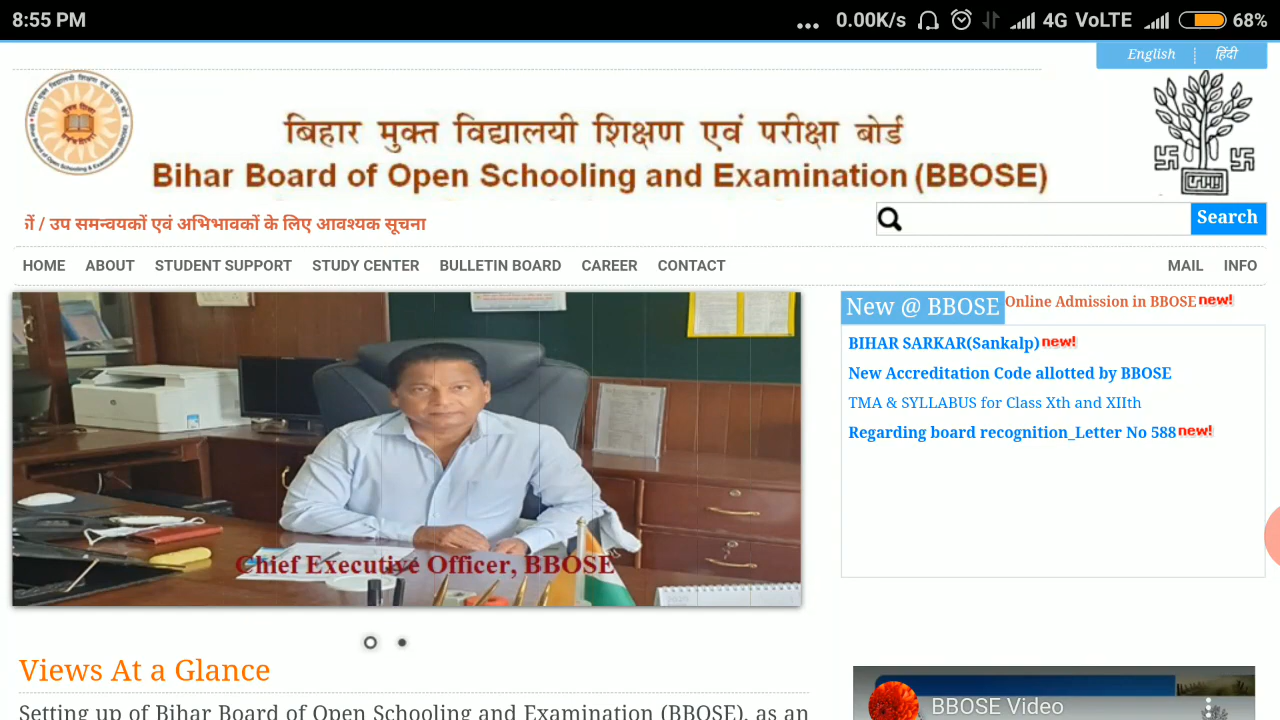 8:55 PM ... 0.00K/s 4G VoLTE 68%
English हिंदी
बिहार मुक्त विद्यालयी शिक्षण एवं परीक्षा बोर्ड
Bihar Board of Open Schooling and Examination (BBOSE)
/ उप समन्वयकों एवं अभिभावकों के लिए आवश्यक सूचना
Search
HOME ABOUT STUDENT SUPPORT STUDY CENTER BULLETIN BOARD CAREER CONTACT MAIL INFO
New @ BBOSE Online Admission in BBOSE new!
BIHAR SARKAR(Sankalp) new!
New Accreditation Code allotted by BBOSE
TMA & SYLLABUS for Class Xth and XIIth
Regarding board recognition_Letter No 588 new!
Chief Executive Officer, BBOSE
Views At a Glance
Setting up of Bihar Board of Open Schooling and Examination (BBOSE), as an
BBOSE Video